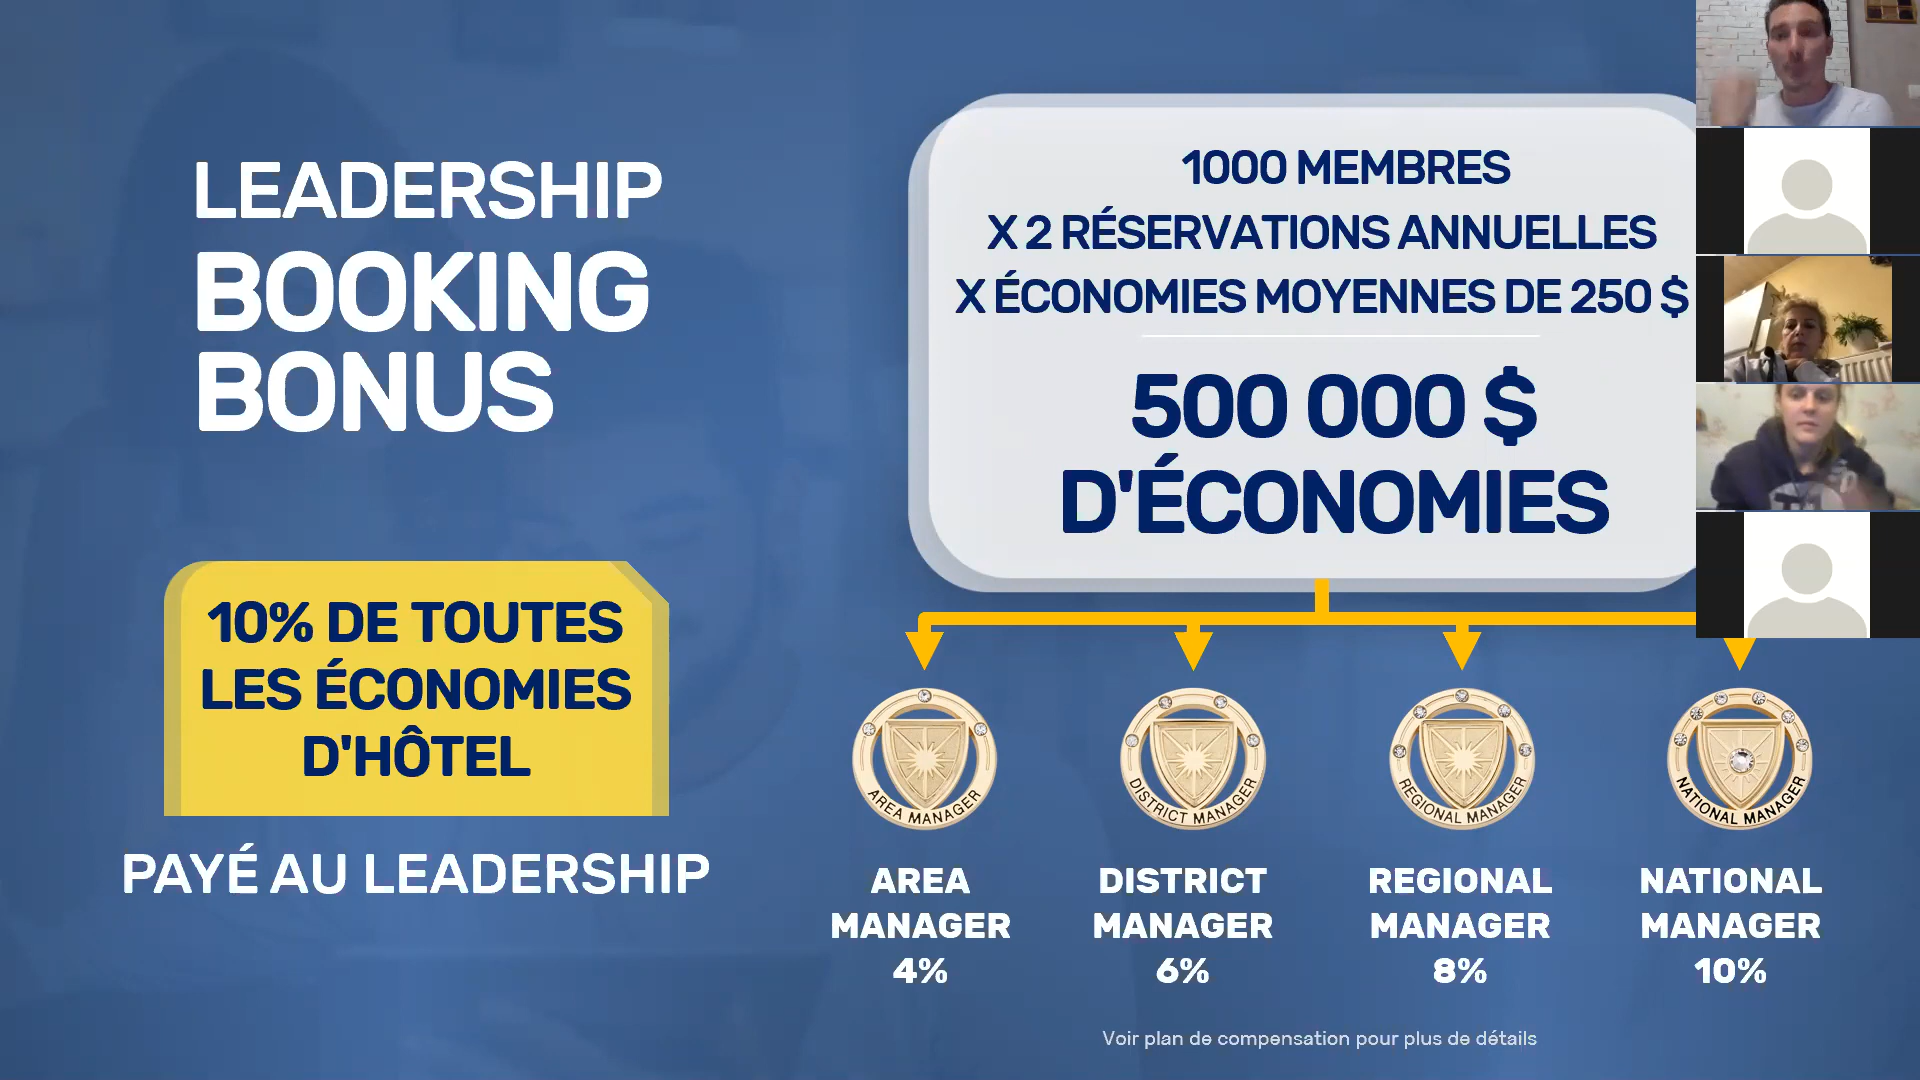 LEADERSHIP
BOOKING
BONUS
10% DE TOUTES
LES ÉCONOMIES
D'HÔTEL
PAYÉ AU LEADERSHIP
1000 MEMBRES
X 2 RÉSERVATIONS ANNUELLES
X ÉCONOMIES MOYENNES DE 250 $
500 000 $
D'ÉCONOMIES
AREA MANAGER
DISTRICT MANAGER
REGIONAL MANAGER
NATIONAL MANAGER
AREA
MANAGER
4%
DISTRICT
MANAGER
6%
REGIONAL
MANAGER
8%
NATIONAL
MANAGER
10%
Voir plan de compensation pour plus de détails